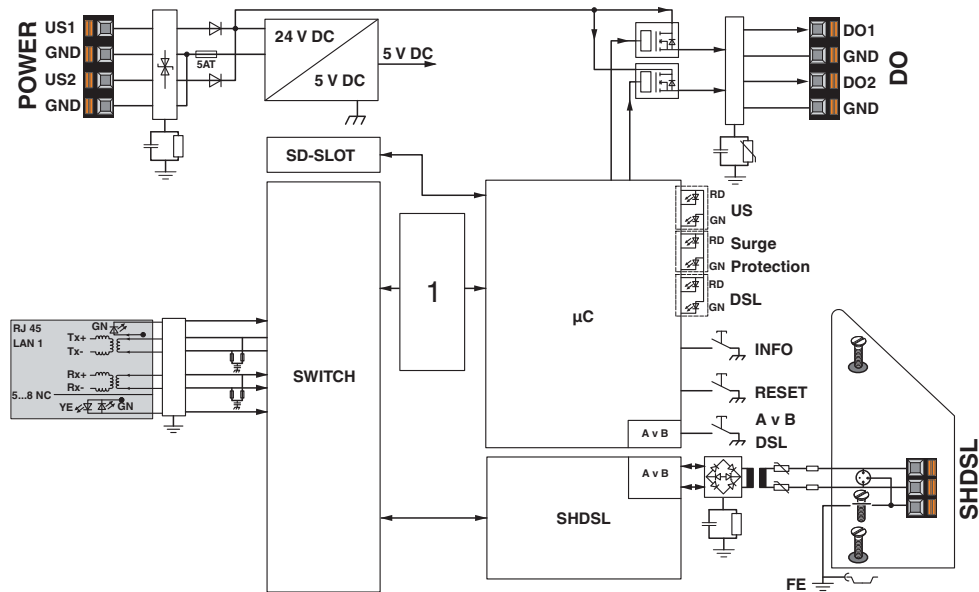 POWER
US1
GND
US2
GND
5AT
24 V DC
5 V DC
5 V DC
DO1
GND
DO2
GND
DO
SD-SLOT
RD
GN
US
RD
GN
Surge
Protection
RD
GN
DSL
1
µC
RJ 45
LAN 1
GN
Tx+
Tx-
Rx+
Rx-
5...8 NC
YE
GN
SWITCH
INFO
RESET
A v B
A v B
DSL
A v B
SHDSL
SHDSL
FE